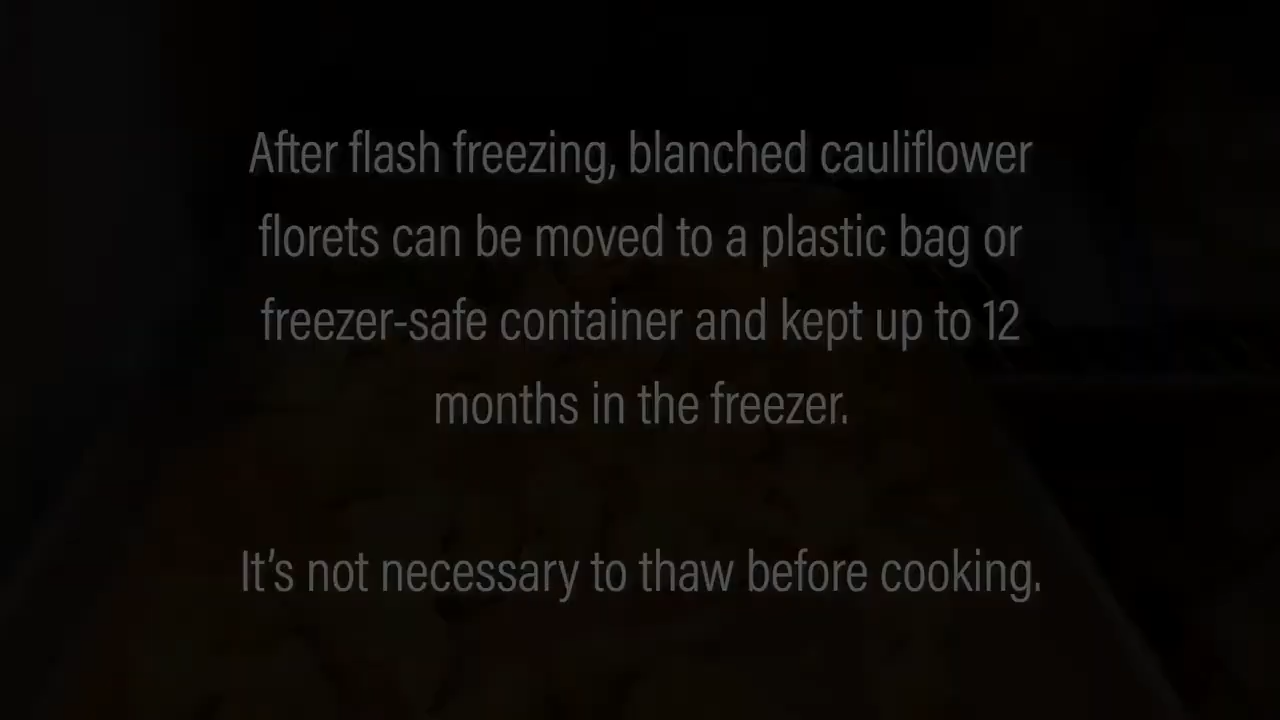 After flash freezing, blanched cauliflower
florets can be moved to a plastic bag or
freezer-safe container and kept up to 12
months in the freezer.
It’s not necessary to thaw before cooking.